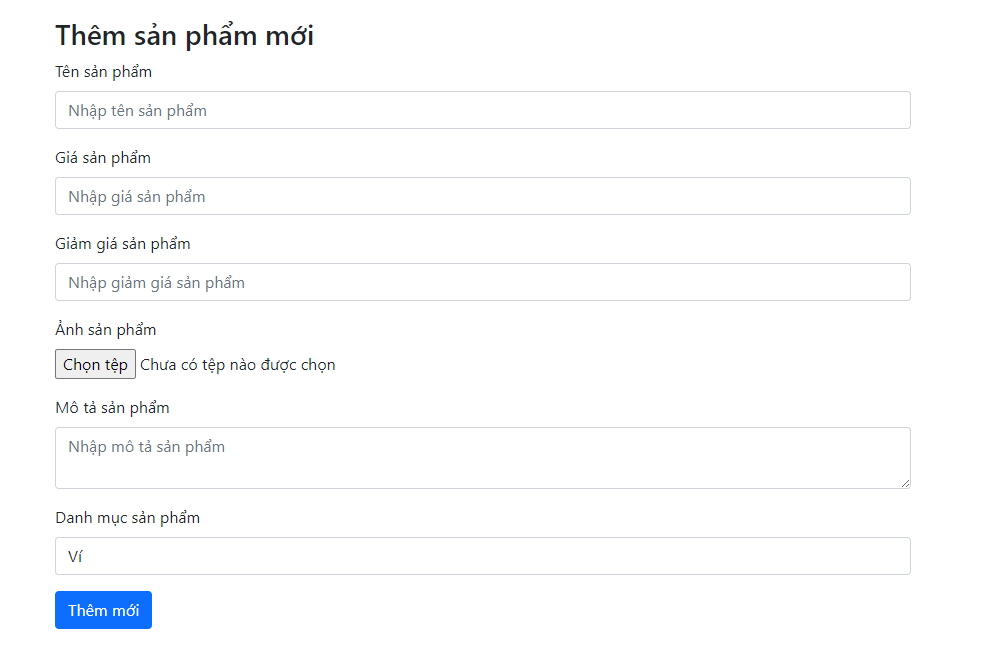 Thêm sản phẩm mới
Tên sản phẩm
Nhập tên sản phẩm
Giá sản phẩm
Nhập giá sản phẩm
Giảm giá sản phẩm
Nhập giảm giá sản phẩm
Ảnh sản phẩm
Chọn tệp Chưa có tệp nào được chọn
Mô tả sản phẩm
Nhập mô tả sản phẩm
Danh mục sản phẩm
Ví
Thêm mới